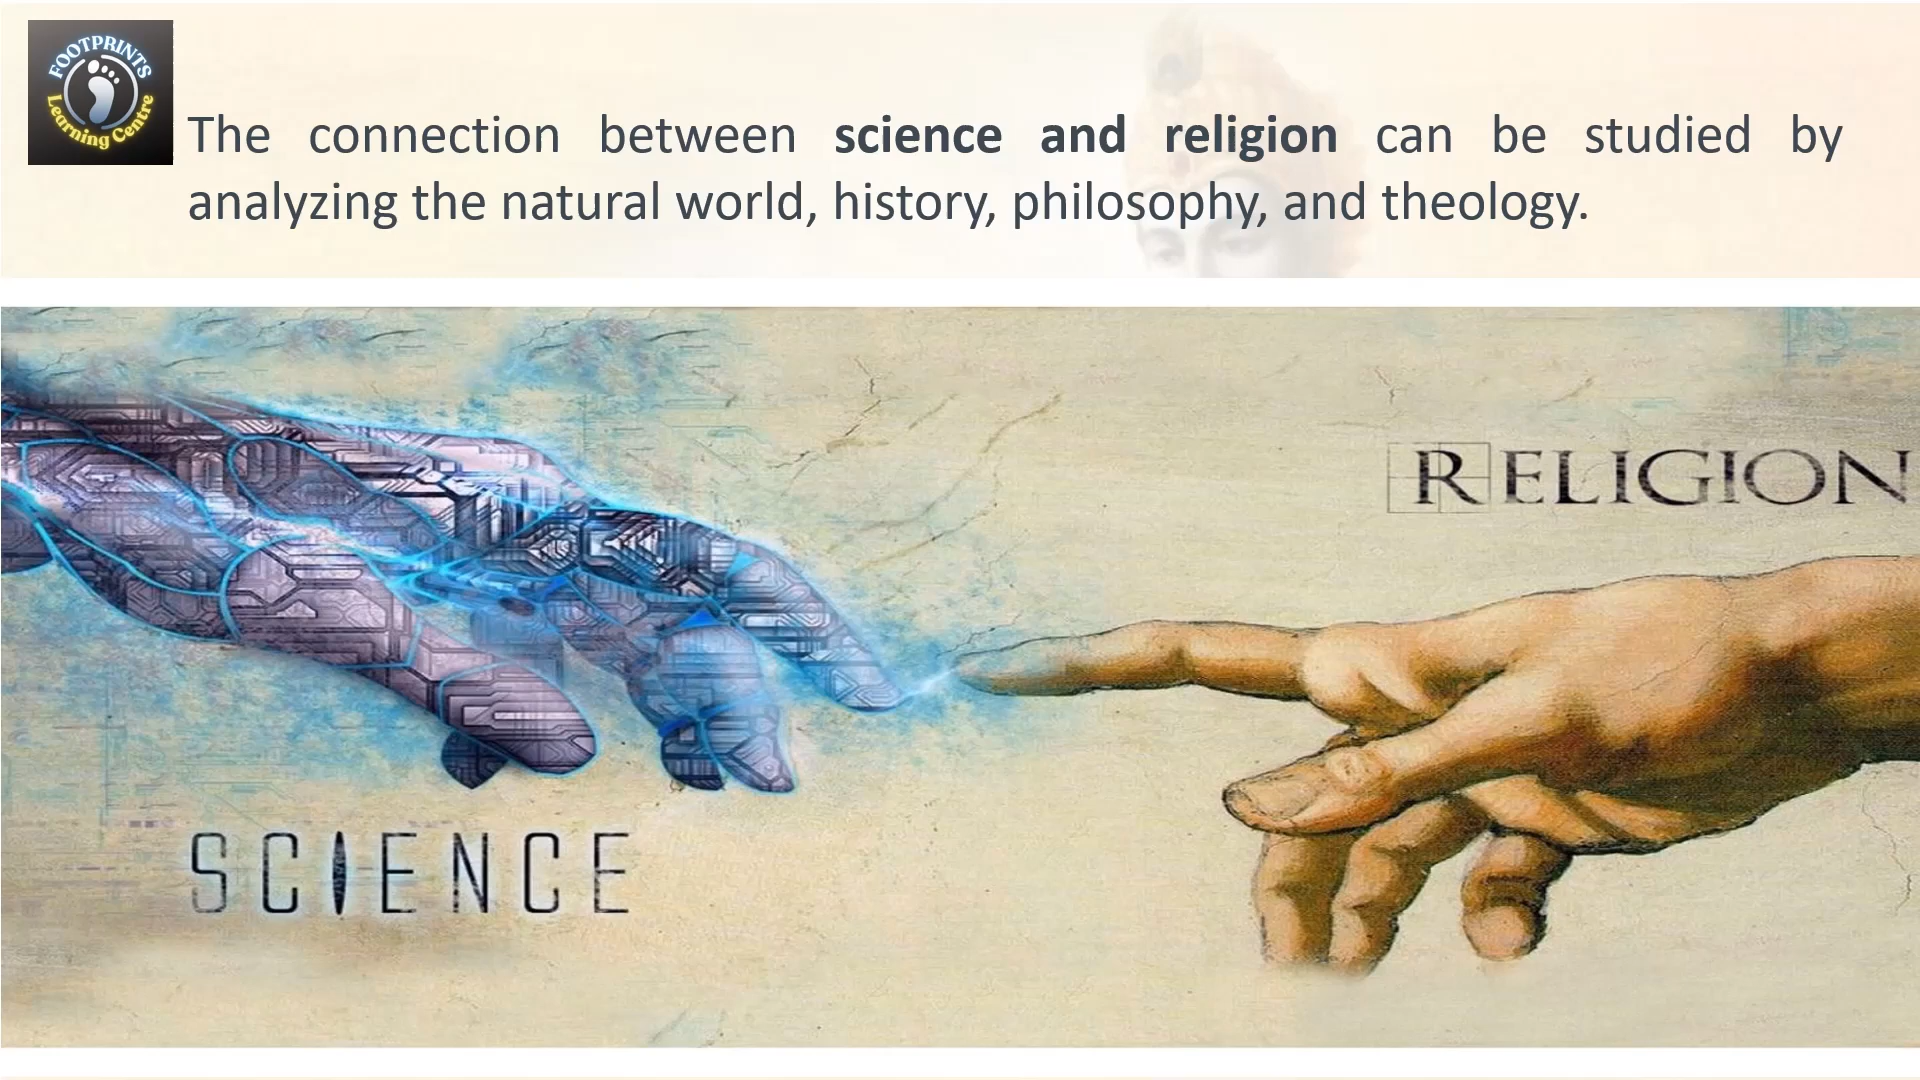 FOOTPRINTS
Learning Centre
The connection between science and religion can be studied by
analyzing the natural world, history, philosophy, and theology.
RELIGION
SCIENCE